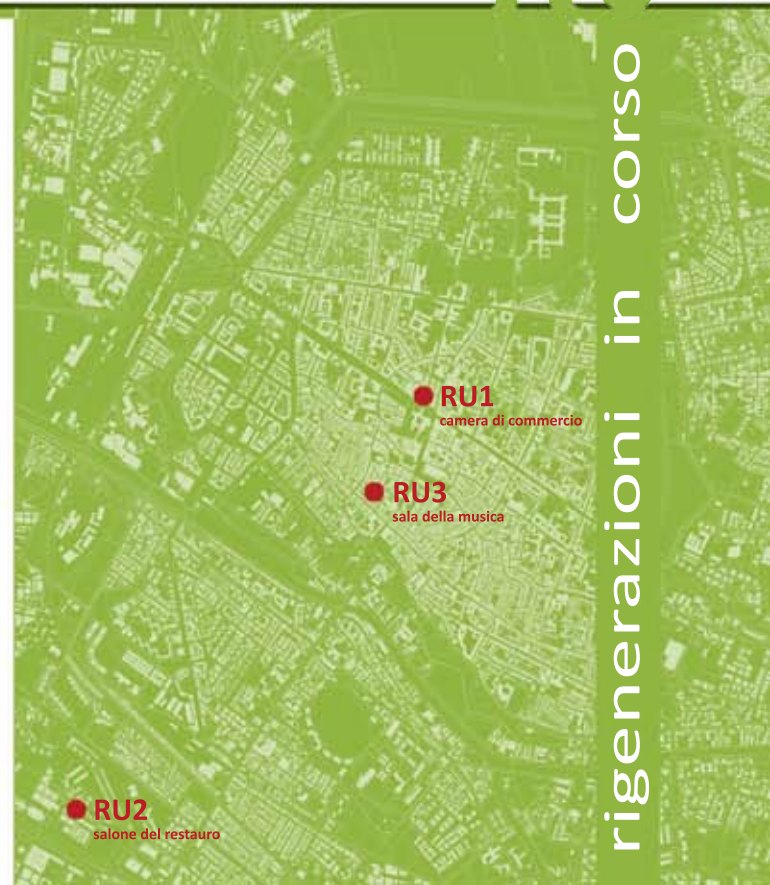 rigenerazioni in corso
RU1
camera di commercio
RU3
sala della musica
RU2
salone del restauro